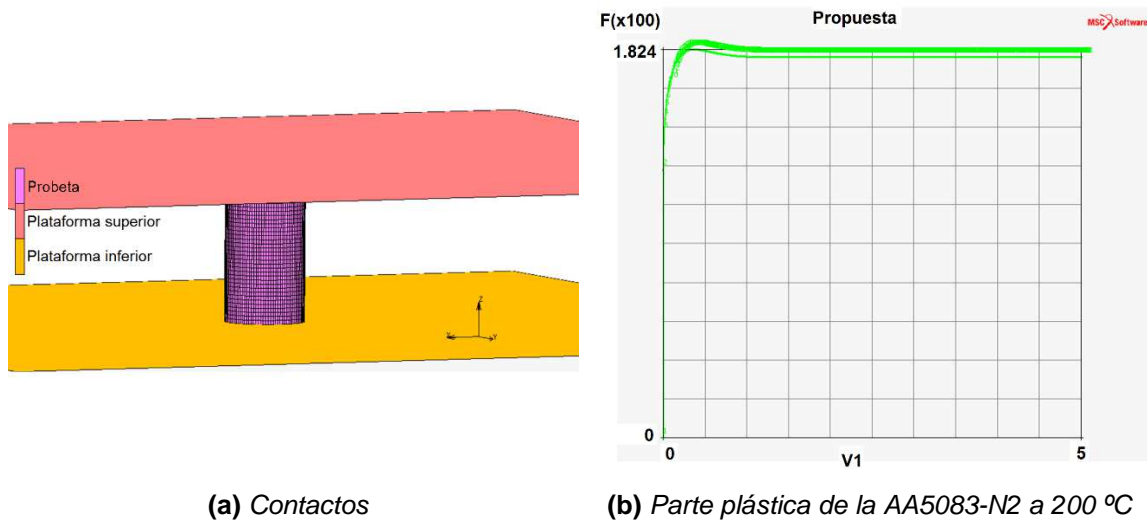 Probeta
Plataforma superior
Plataforma inferior
Z
X
Y
F(x100)
Propuesta
MSC Software
1.824
0
0
V1
5
(a) Contactos
(b) Parte plástica de la AA5083-N2 a 200 ºC